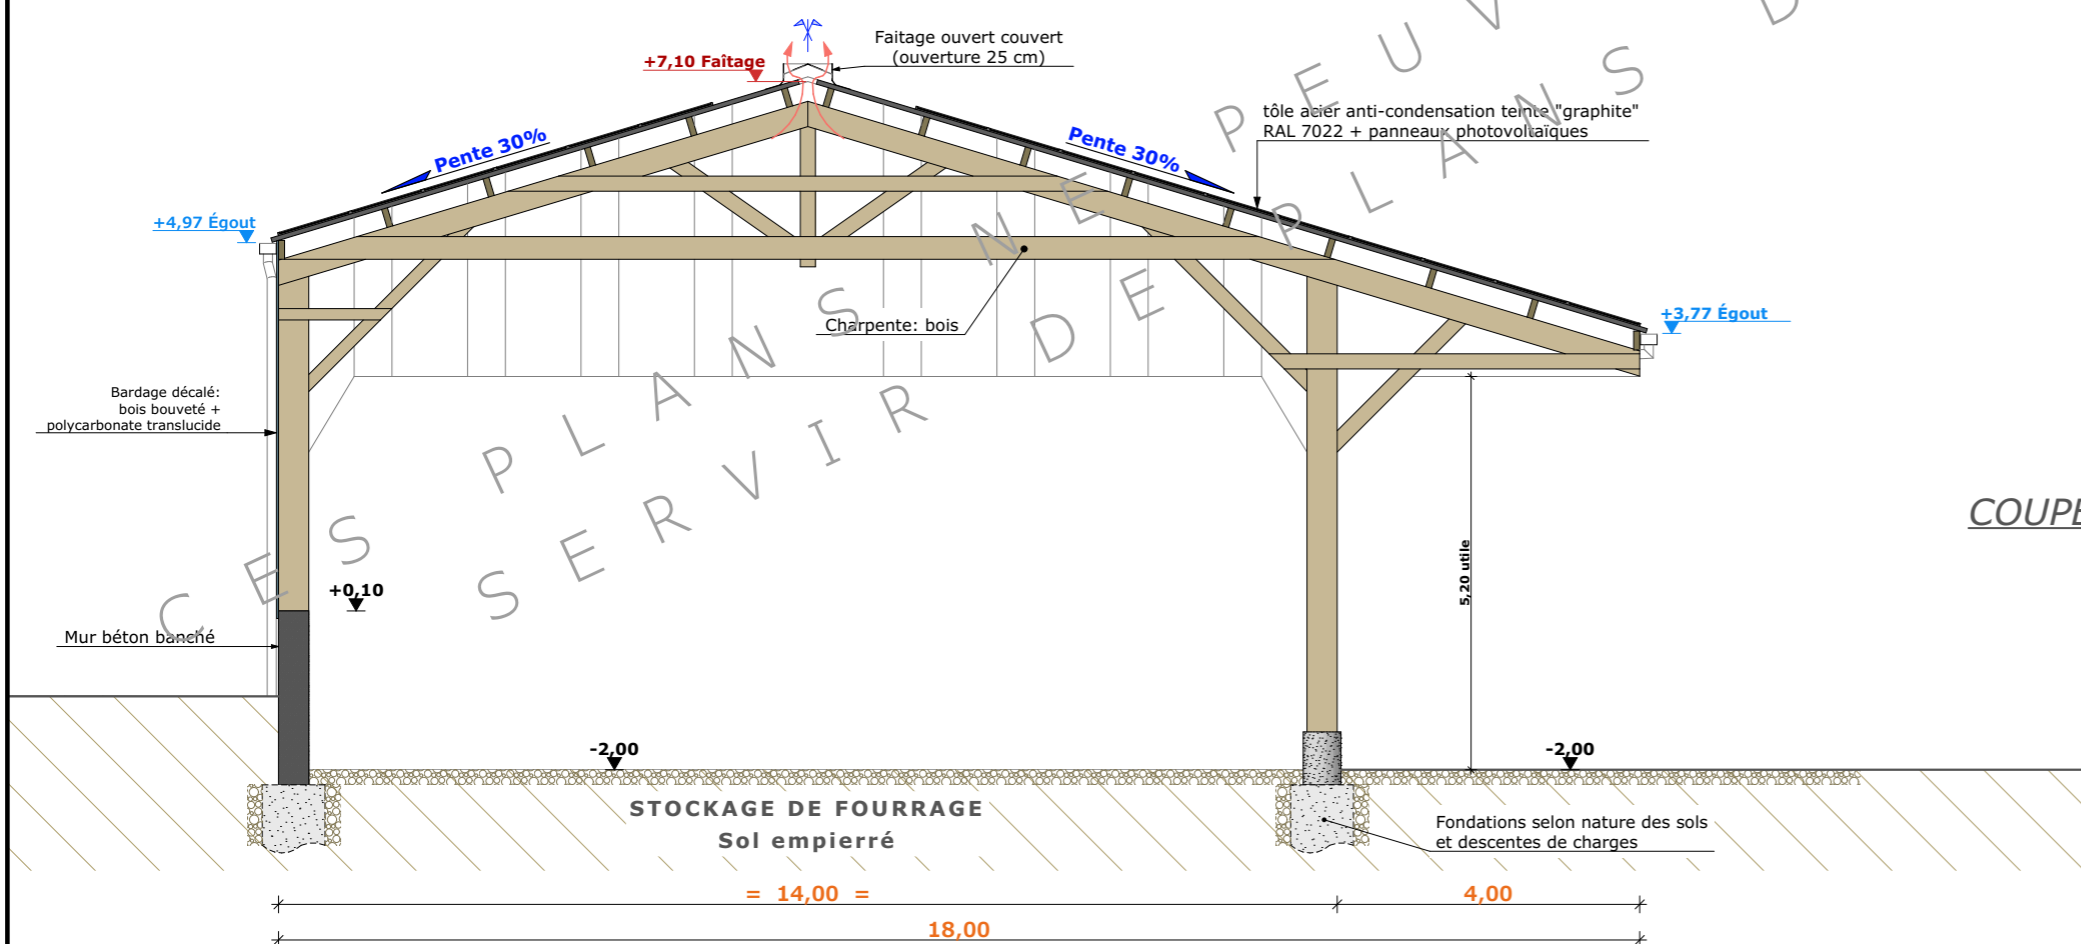 Faitage ouvert couvert
(ouverture 25 cm)
+7,10 Faîtage
tôle acier anti-condensation teinte "graphite"
RAL 7022 + panneaux photovoltaïques
Pente 30%
Pente 30%
+4,97 Égout
+3,77 Égout
Charpente: bois
Bardage décalé:
bois bouveté +
polycarbonate translucide
COUPE
5,20 utile
+0,10
Mur béton banché
-2,00
-2,00
STOCKAGE DE FOURRAGE
Sol empierré
Fondations selon nature des sols
et descentes de charges
= 14,00 =
4,00
18,00
CES PLANS NE PEUV
SERVIR DE PLANS D